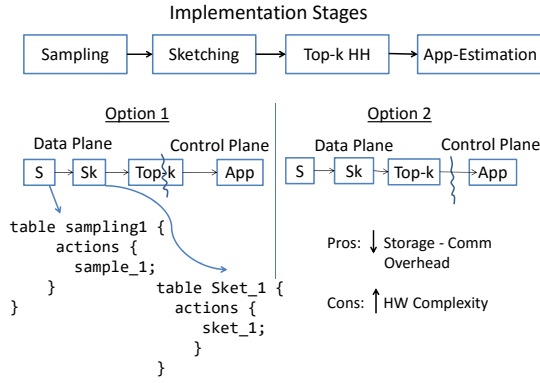 Implementation Stages
Sampling Sketching Top-k HH App-Estimation
Option 1
Data Plane Control Plane
S Sk Top-k App
table sampling1 {
actions {
sample_1;
}
}
table Sket_1 {
actions {
sket_1;
}
}
Option 2
Data Plane Control Plane
S Sk Top-k App
Pros: Storage - Comm
Overhead
Cons: HW Complexity